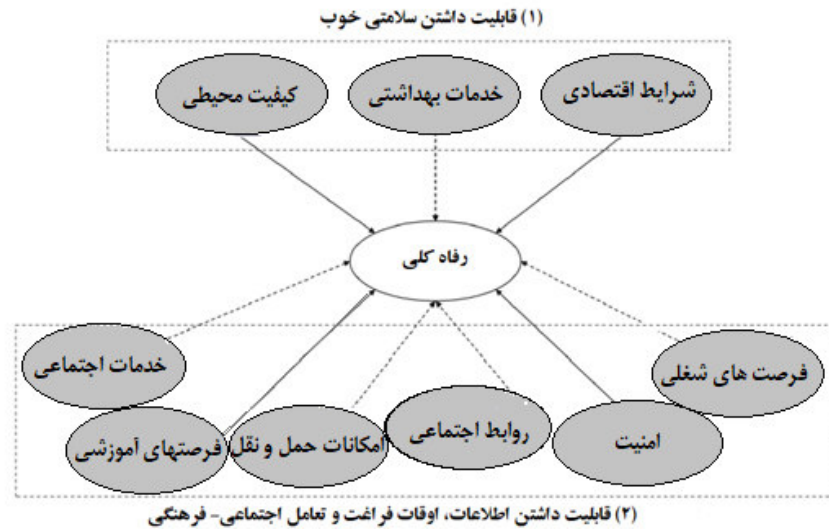 (۱) قابلیت داشتن سلامتی خوب
شرایط اقتصادی
خدمات بهداشتی
کیفیت محیطی
رفاه کلی
فرصت های شغلی
خدمات اجتماعی
امنیت
روابط اجتماعی
امکانات حمل و نقل
فرصتهای آموزشی
(۲) قابلیت داشتن اطلاعات، اوقات فراغت و تعامل اجتماعی- فرهنگی